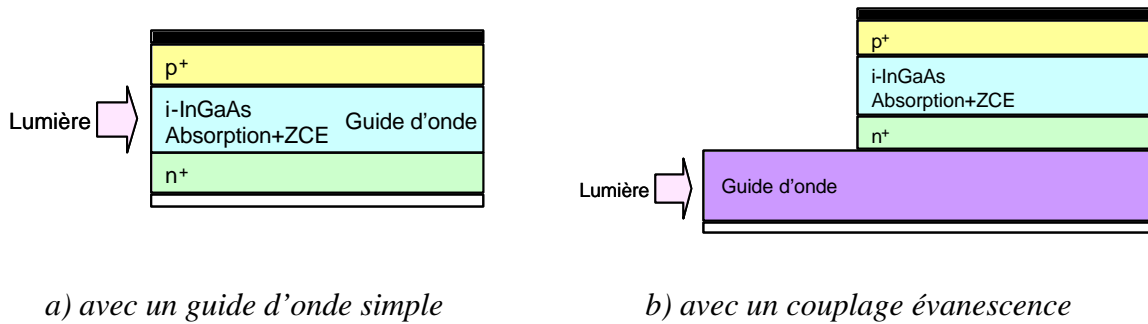 p+
i-InGaAs
Absorption+ZCE Guide d'onde
n+
Lumière
p+
i-InGaAs
Absorption+ZCE
n+
Guide d'onde
Lumière
a) avec un guide d'onde simple
b) avec un couplage évanescence